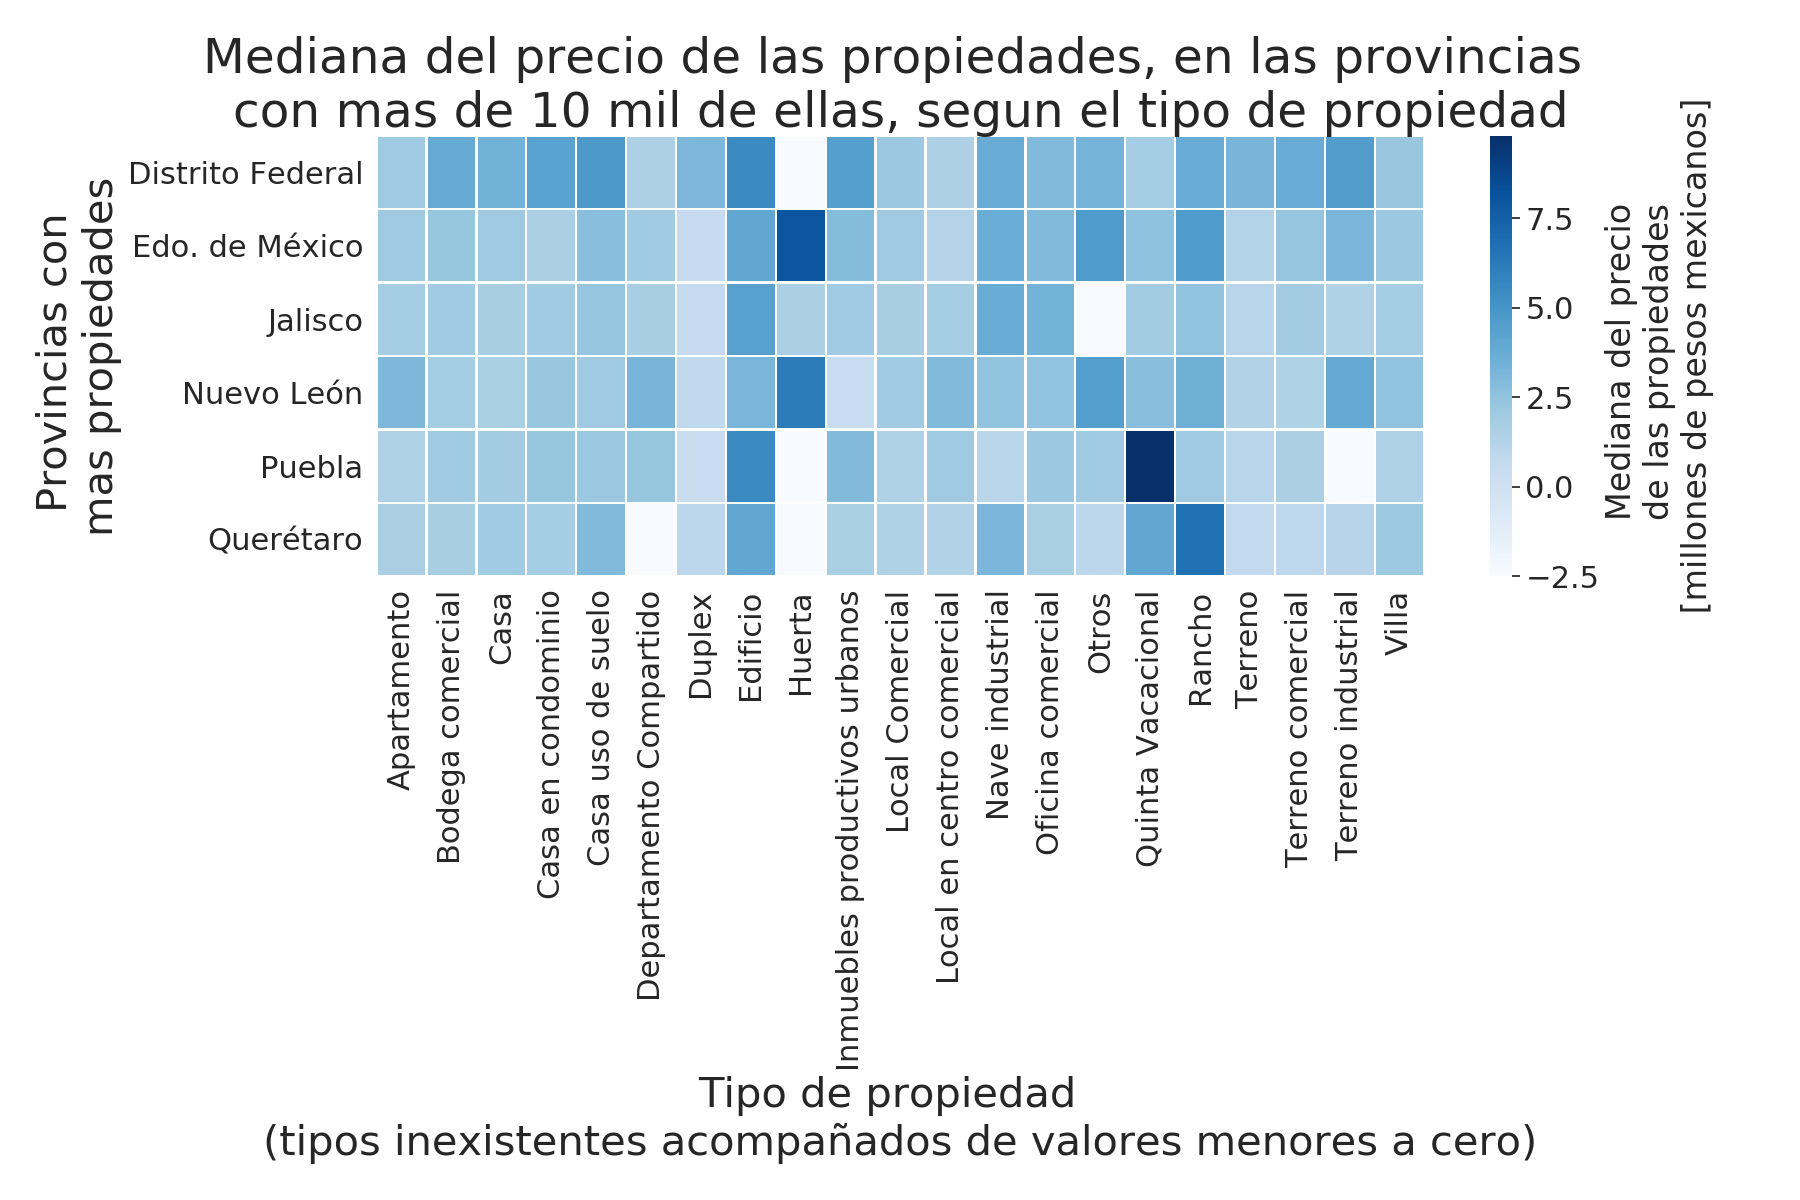 Mediana del precio de las propiedades, en las provincias
con mas de 10 mil de ellas, segun el tipo de propiedad
Provincias con
mas propiedades
Distrito Federal
Edo. de México
Jalisco
Nuevo León
Puebla
Querétaro
Apartamento
Bodega comercial
Casa
Casa en condominio
Casa uso de suelo
Departamento Compartido
Duplex
Edificio
Huerta
Inmuebles productivos urbanos
Local Comercial
Local en centro comercial
Nave industrial
Oficina comercial
Otros
Quinta Vacacional
Rancho
Terreno
Terreno comercial
Terreno industrial
Villa
Tipo de propiedad
(tipos inexistentes acompañados de valores menores a cero)
7.5
5.0
2.5
0.0
−2.5
Mediana del precio
de las propiedades
[millones de pesos mexicanos]